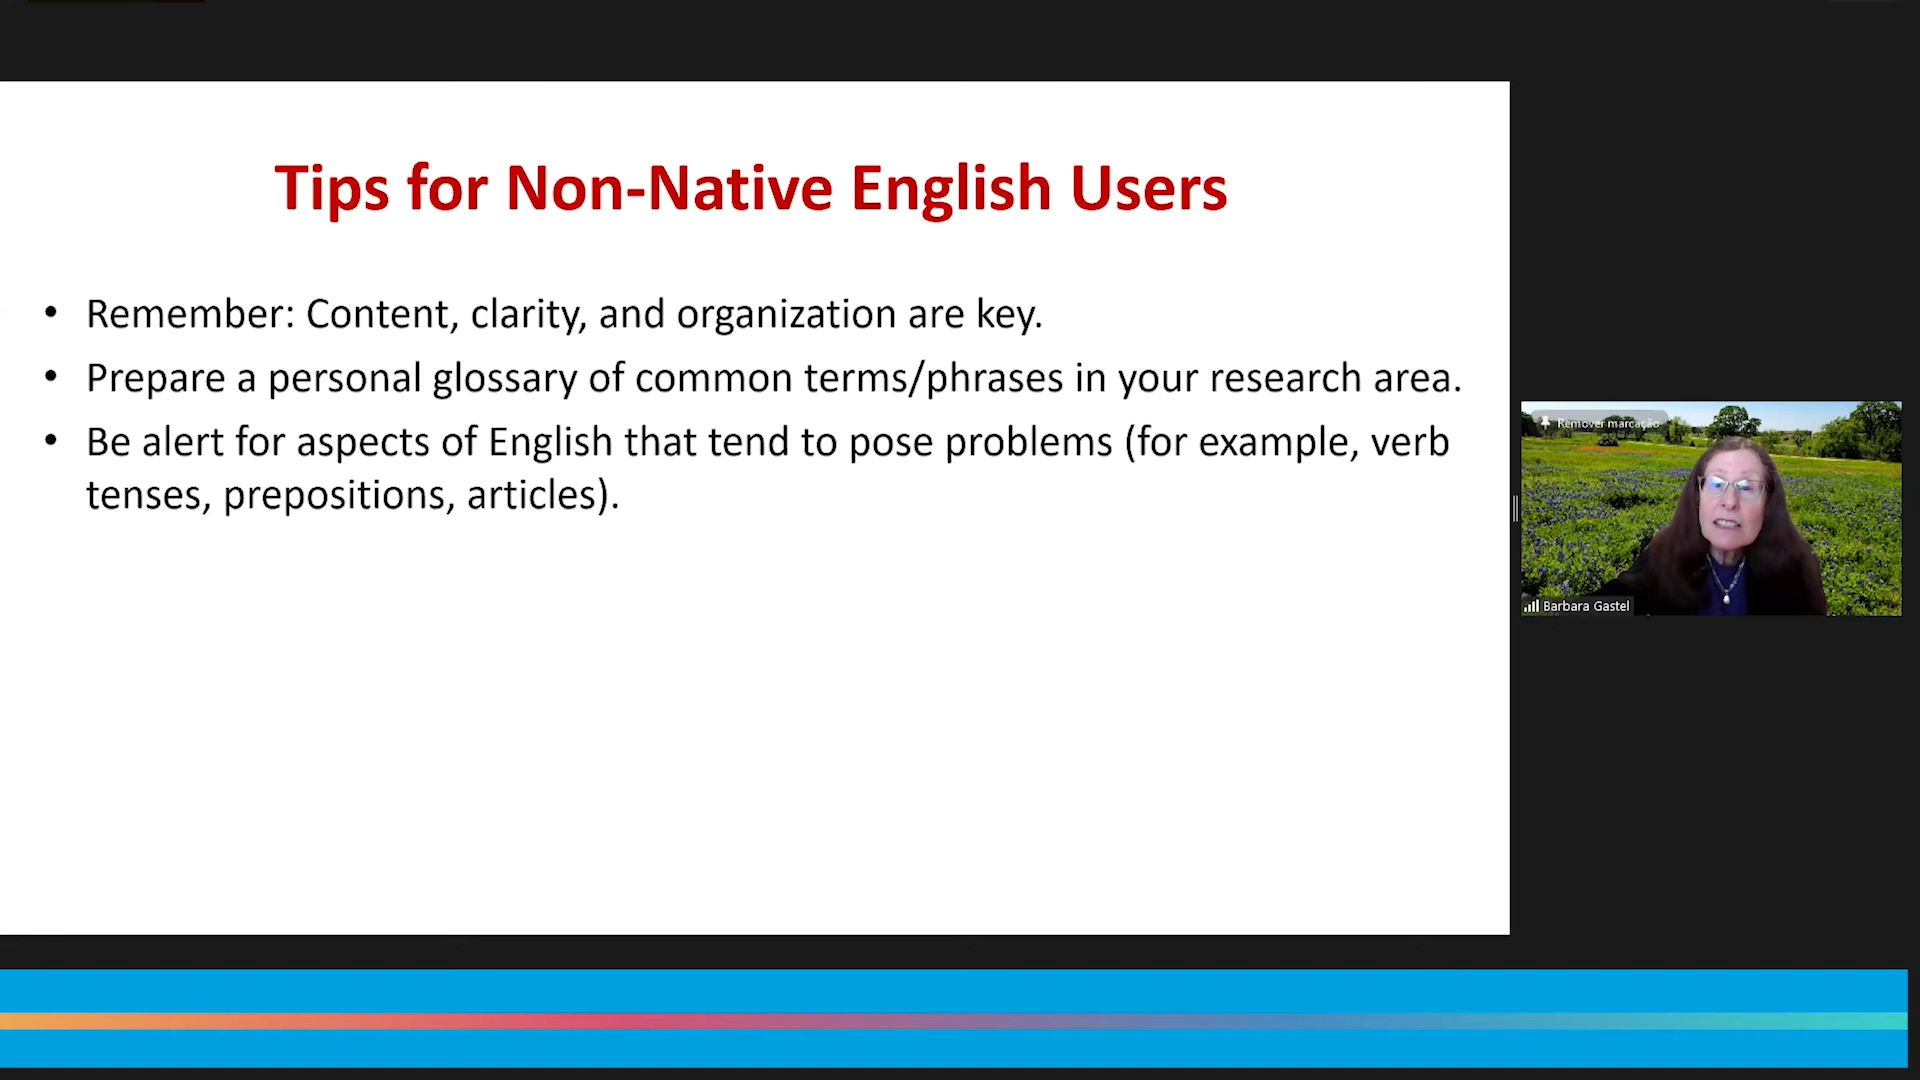 Tips for Non-Native English Users
• Remember: Content, clarity, and organization are key.
• Prepare a personal glossary of common terms/phrases in your research area.
• Be alert for aspects of English that tend to pose problems (for example, verb
tenses, prepositions, articles).
Remover marcação
Barbara Gastel